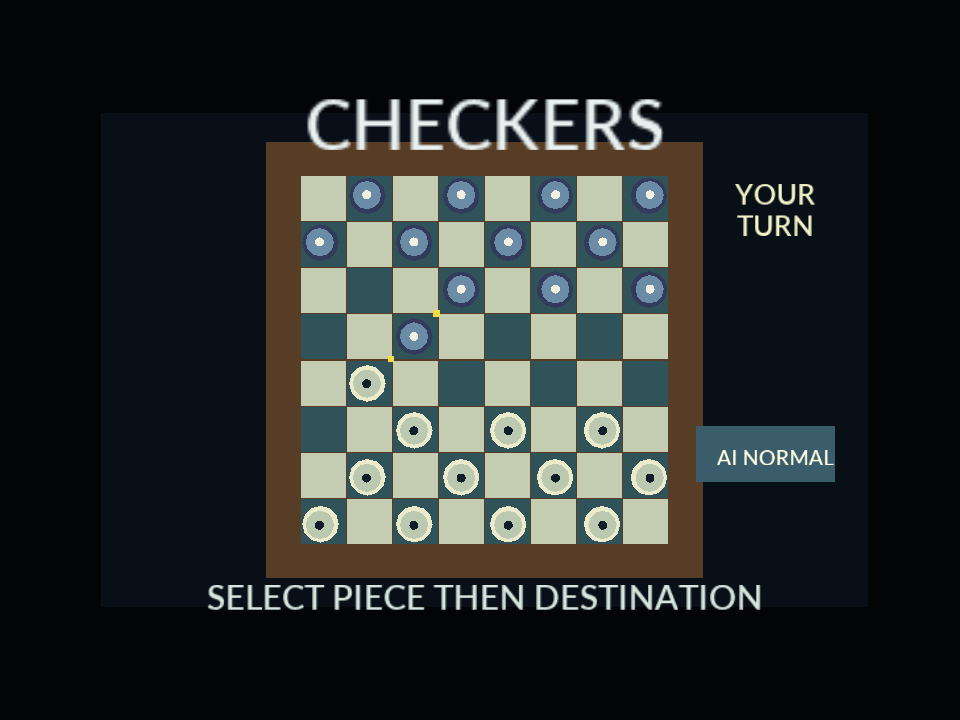 CHECKERS
YOUR
TURN
AI NORMAL
SELECT PIECE THEN DESTINATION